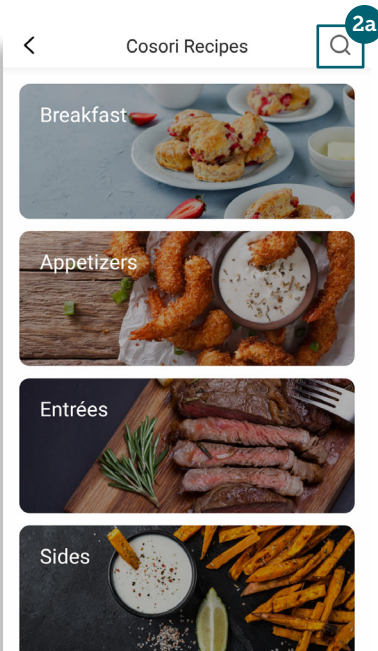 2a
Cosori Recipes
Breakfast
Appetizers
Entrées
Sides